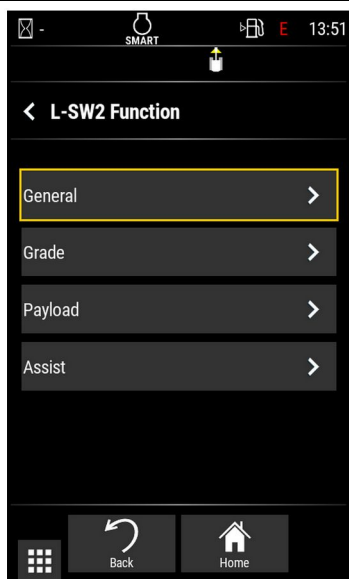 -
SMART
E
13:51
L-SW2 Function
General
Grade
Payload
Assist
Back
Home